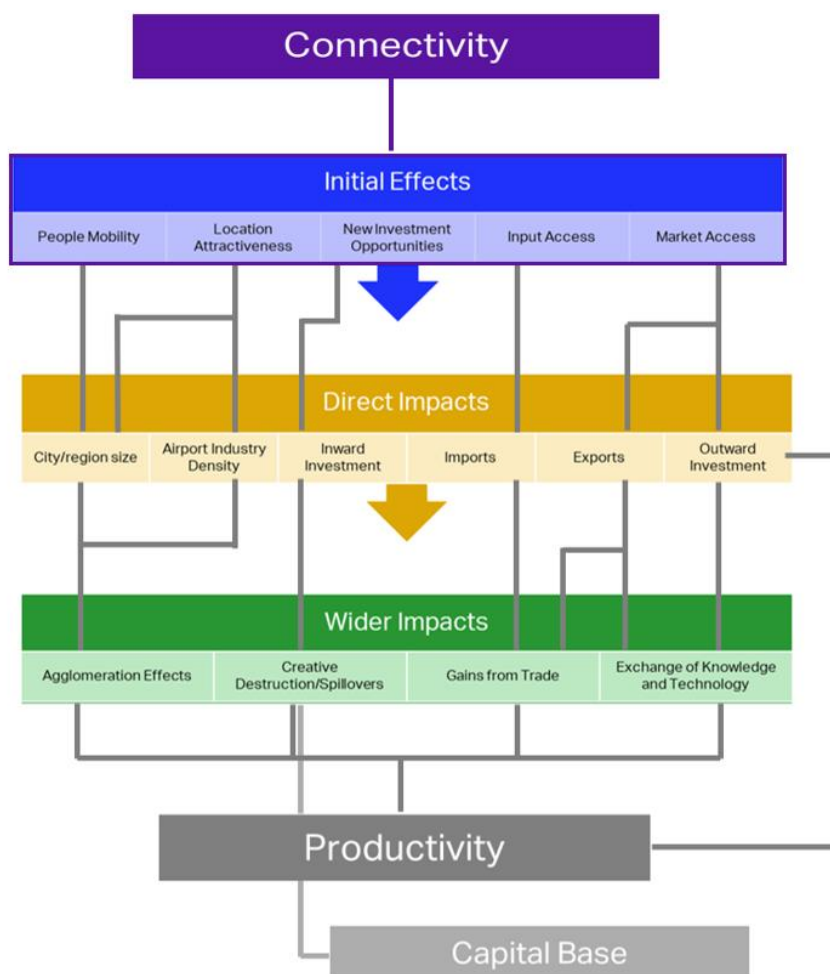 Connectivity
Initial Effects
People Mobility
Location
Attractiveness
New Investment
Opportunities
Input Access
Market Access
Direct Impacts
City/region size
Airport Industry
Density
Inward
Investment
Imports
Exports
Outward
Investment
Wider Impacts
Agglomeration Effects
Creative
Destruction/Spillovers
Gains from Trade
Exchange of Knowledge
and Technology
Productivity
Capital Base